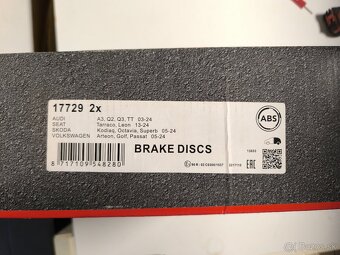 17729 2x
AUDI A3, Q2, Q3, TT 03-24
SEAT Tarraco, Leon 13-24
SKODA Kodiaq, Octavia, Superb 05-24
VOLKSWAGEN Arteon, Golf, Passat 05-24
BRAKE DISCS
8 717109 548280
ABS